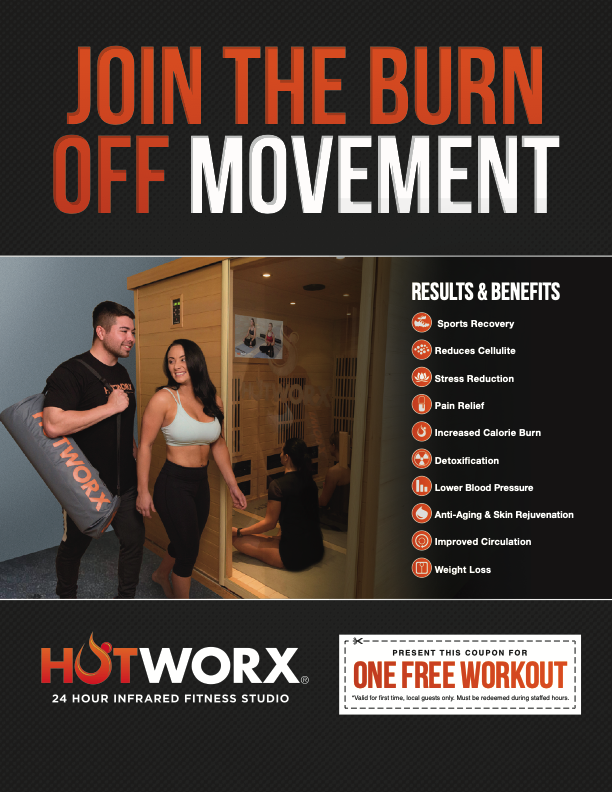 JOIN THE BURN
OFF MOVEMENT
RESULTS & BENEFITS
Sports Recovery
Reduces Cellulite
Stress Reduction
Pain Relief
Increased Calorie Burn
Detoxification
Lower Blood Pressure
Anti-Aging & Skin Rejuvenation
Improved Circulation
Weight Loss
HOTWORX
HOTWORX®
24 HOUR INFRARED FITNESS STUDIO
PRESENT THIS COUPON FOR
ONE FREE WORKOUT
*Valid for first time, local guests only. Must be redeemed during staffed hours.